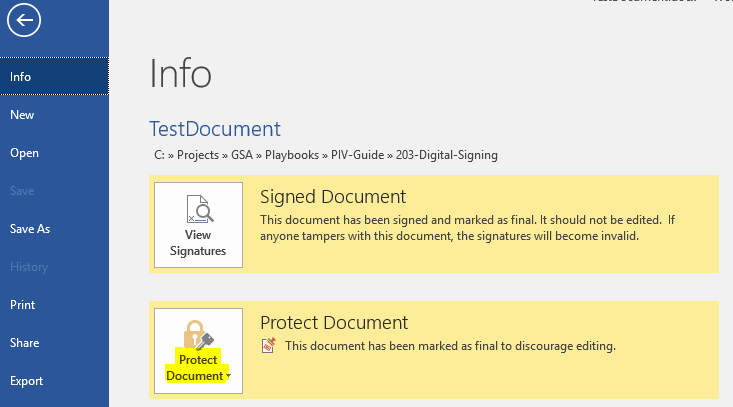 Info
New
Open
Save
Save As
History
Print
Share
Export
Info
TestDocument
C: » Projects » GSA » Playbooks » PIV-Guide » 203-Digital-Signing
View
Signatures
Signed Document
This document has been signed and marked as final. It should not be edited.  If
anyone tampers with this document, the signatures will become invalid.
Protect
Document
Protect Document
This document has been marked as final to discourage editing.